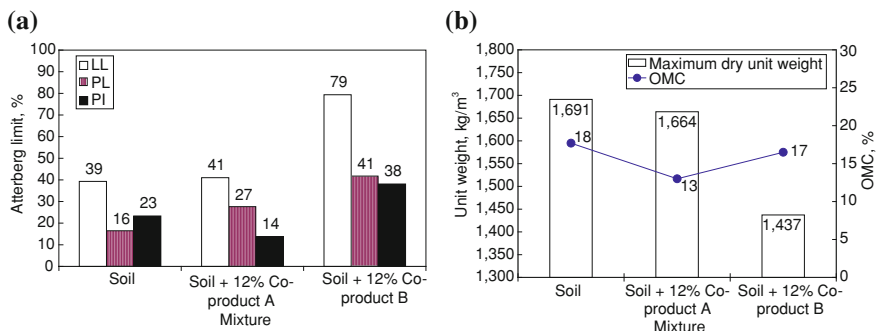 (a)
100
90
80
70
60
50
40
30
20
10
0
Atterberg limit, %
LL
PL
PI
39
16
23
41
27
14
79
41
38
Soil
Soil + 12% Co-
product A
Mixture
Soil + 12% Co-
product B
(b)
1,800
1,750
1,700
1,650
1,600
1,550
1,500
1,450
1,400
1,350
1,300
Unit weight, kg/m³
Maximum dry unit weight
OMC
1,691
18
1,664
13
17
1,437
30
25
20
15
10
5
0
OMC, %
Soil
Soil + 12% Co-
product A
Mixture
Soil + 12% Co-
product B